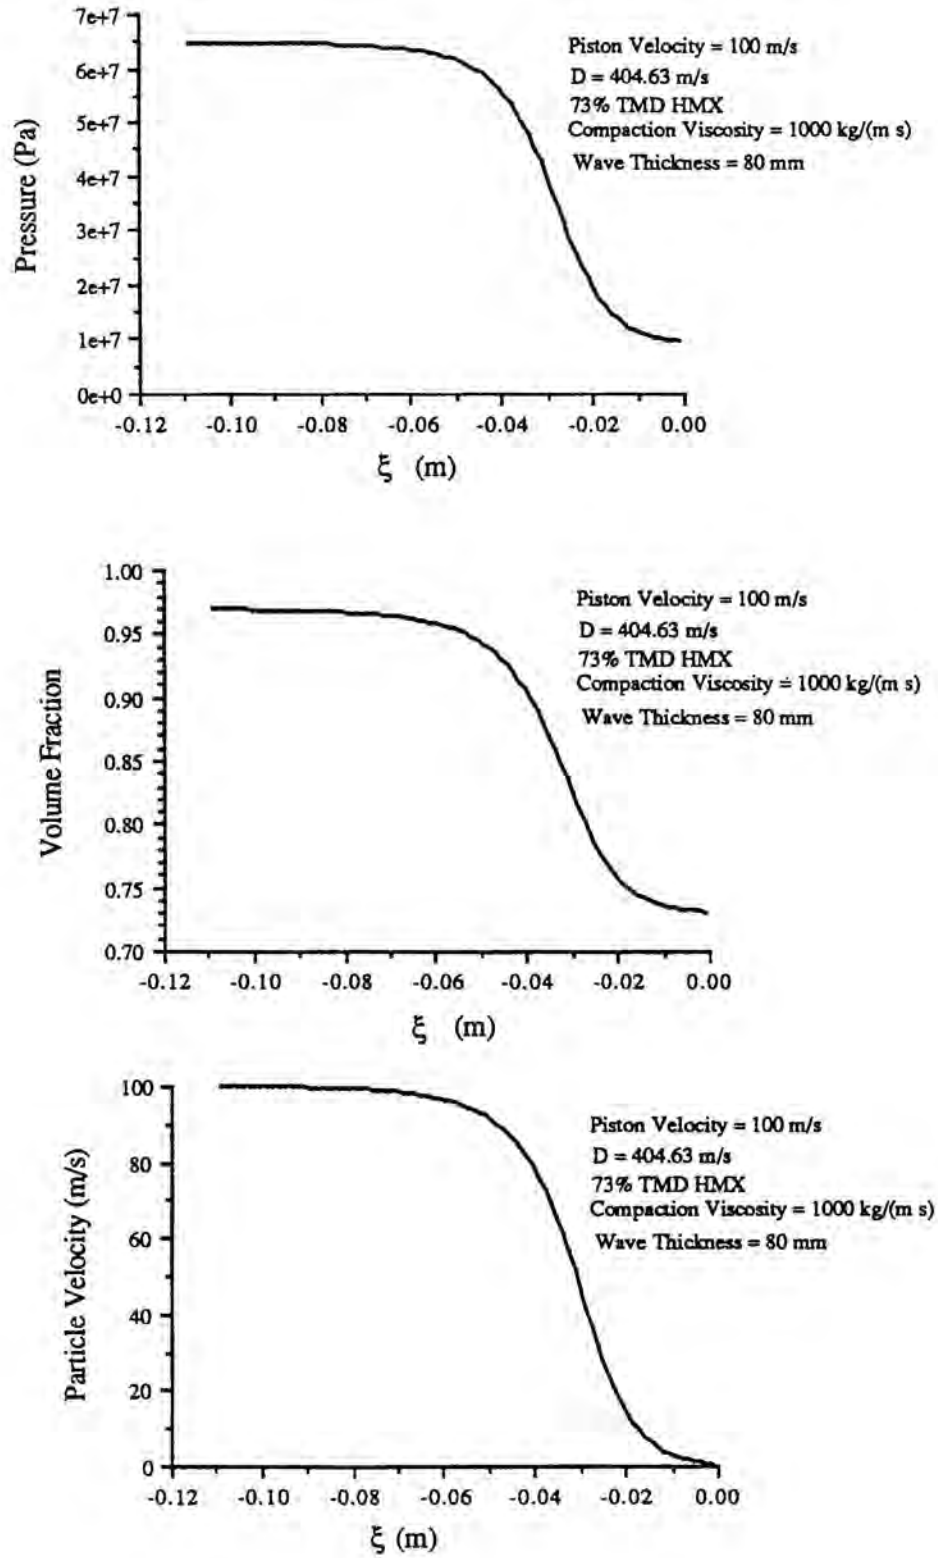 7e+7
6e+7
5e+7
4e+7
3e+7
2e+7
1e+7
0e+0
Pressure (Pa)
Piston Velocity = 100 m/s
D = 404.63 m/s
73% TMD HMX
Compaction Viscosity = 1000 kg/(m s)
Wave Thickness = 80 mm
-0.12 -0.10 -0.08 -0.06 -0.04 -0.02 0.00
ξ (m)
1.00
0.95
0.90
0.85
0.80
0.75
0.70
Volume Fraction
Piston Velocity = 100 m/s
D = 404.63 m/s
73% TMD HMX
Compaction Viscosity = 1000 kg/(m s)
Wave Thickness = 80 mm
-0.12 -0.10 -0.08 -0.06 -0.04 -0.02 0.00
ξ (m)
100
80
60
40
20
0
Particle Velocity (m/s)
Piston Velocity = 100 m/s
D = 404.63 m/s
73% TMD HMX
Compaction Viscosity = 1000 kg/(m s)
Wave Thickness = 80 mm
-0.12 -0.10 -0.08 -0.06 -0.04 -0.02 0.00
ξ (m)